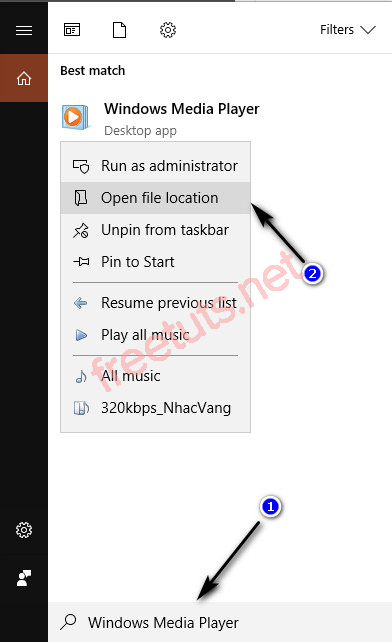 Filters
Best match
Windows Media Player
Desktop app
Run as administrator
Open file location
2
Unpin from taskbar
Pin to Start
Resume previous list
Play all music
freetuts.net
All music
320kbps_NhacVang
1
Windows Media Player